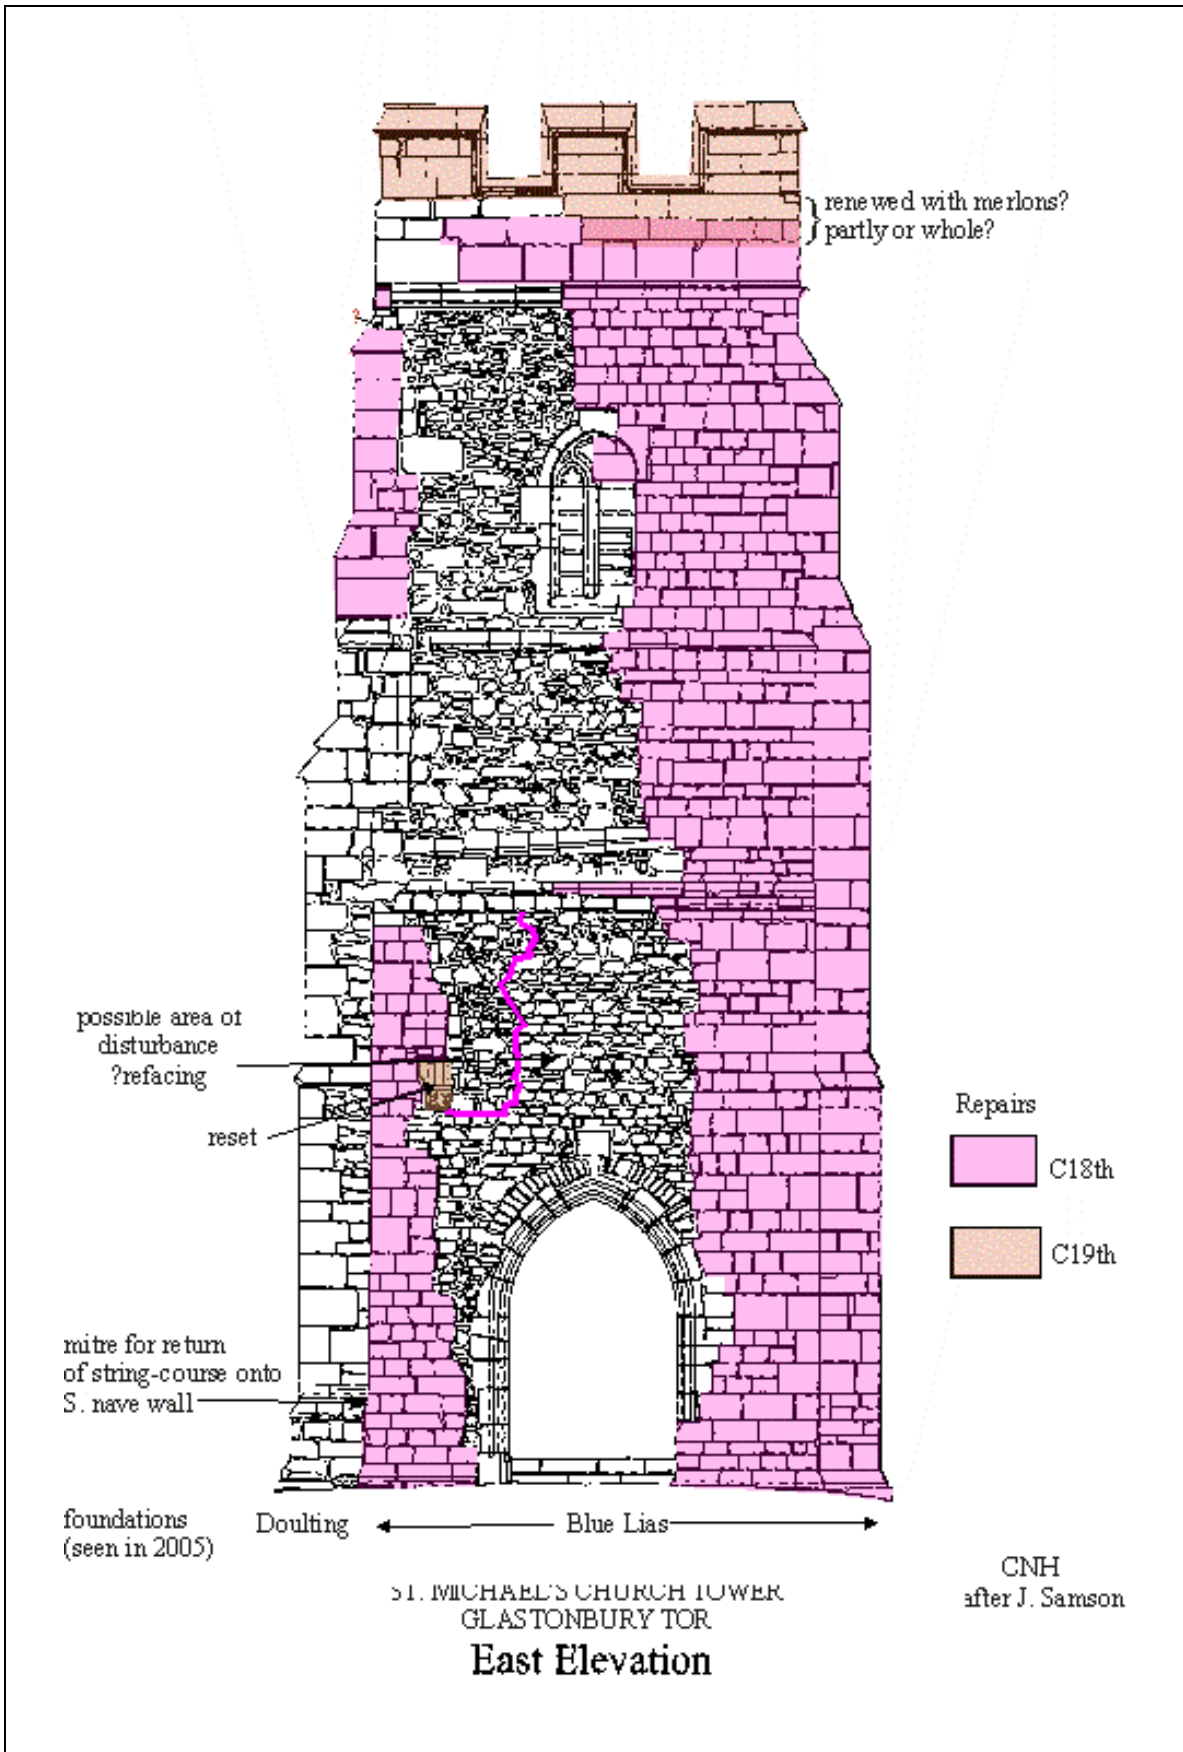 renewed with merlons?
partly or whole?
?
possible area of
disturbance
?refacing
reset
Repairs
C18th
C19th
mitre for return
of string-course onto
S. nave wall
foundations
(seen in 2005)
Doulting
Blue Lias
CNH
after J. Samson
ST. MICHAEL'S CHURCH TOWER
GLASTONBURY TOR
East Elevation